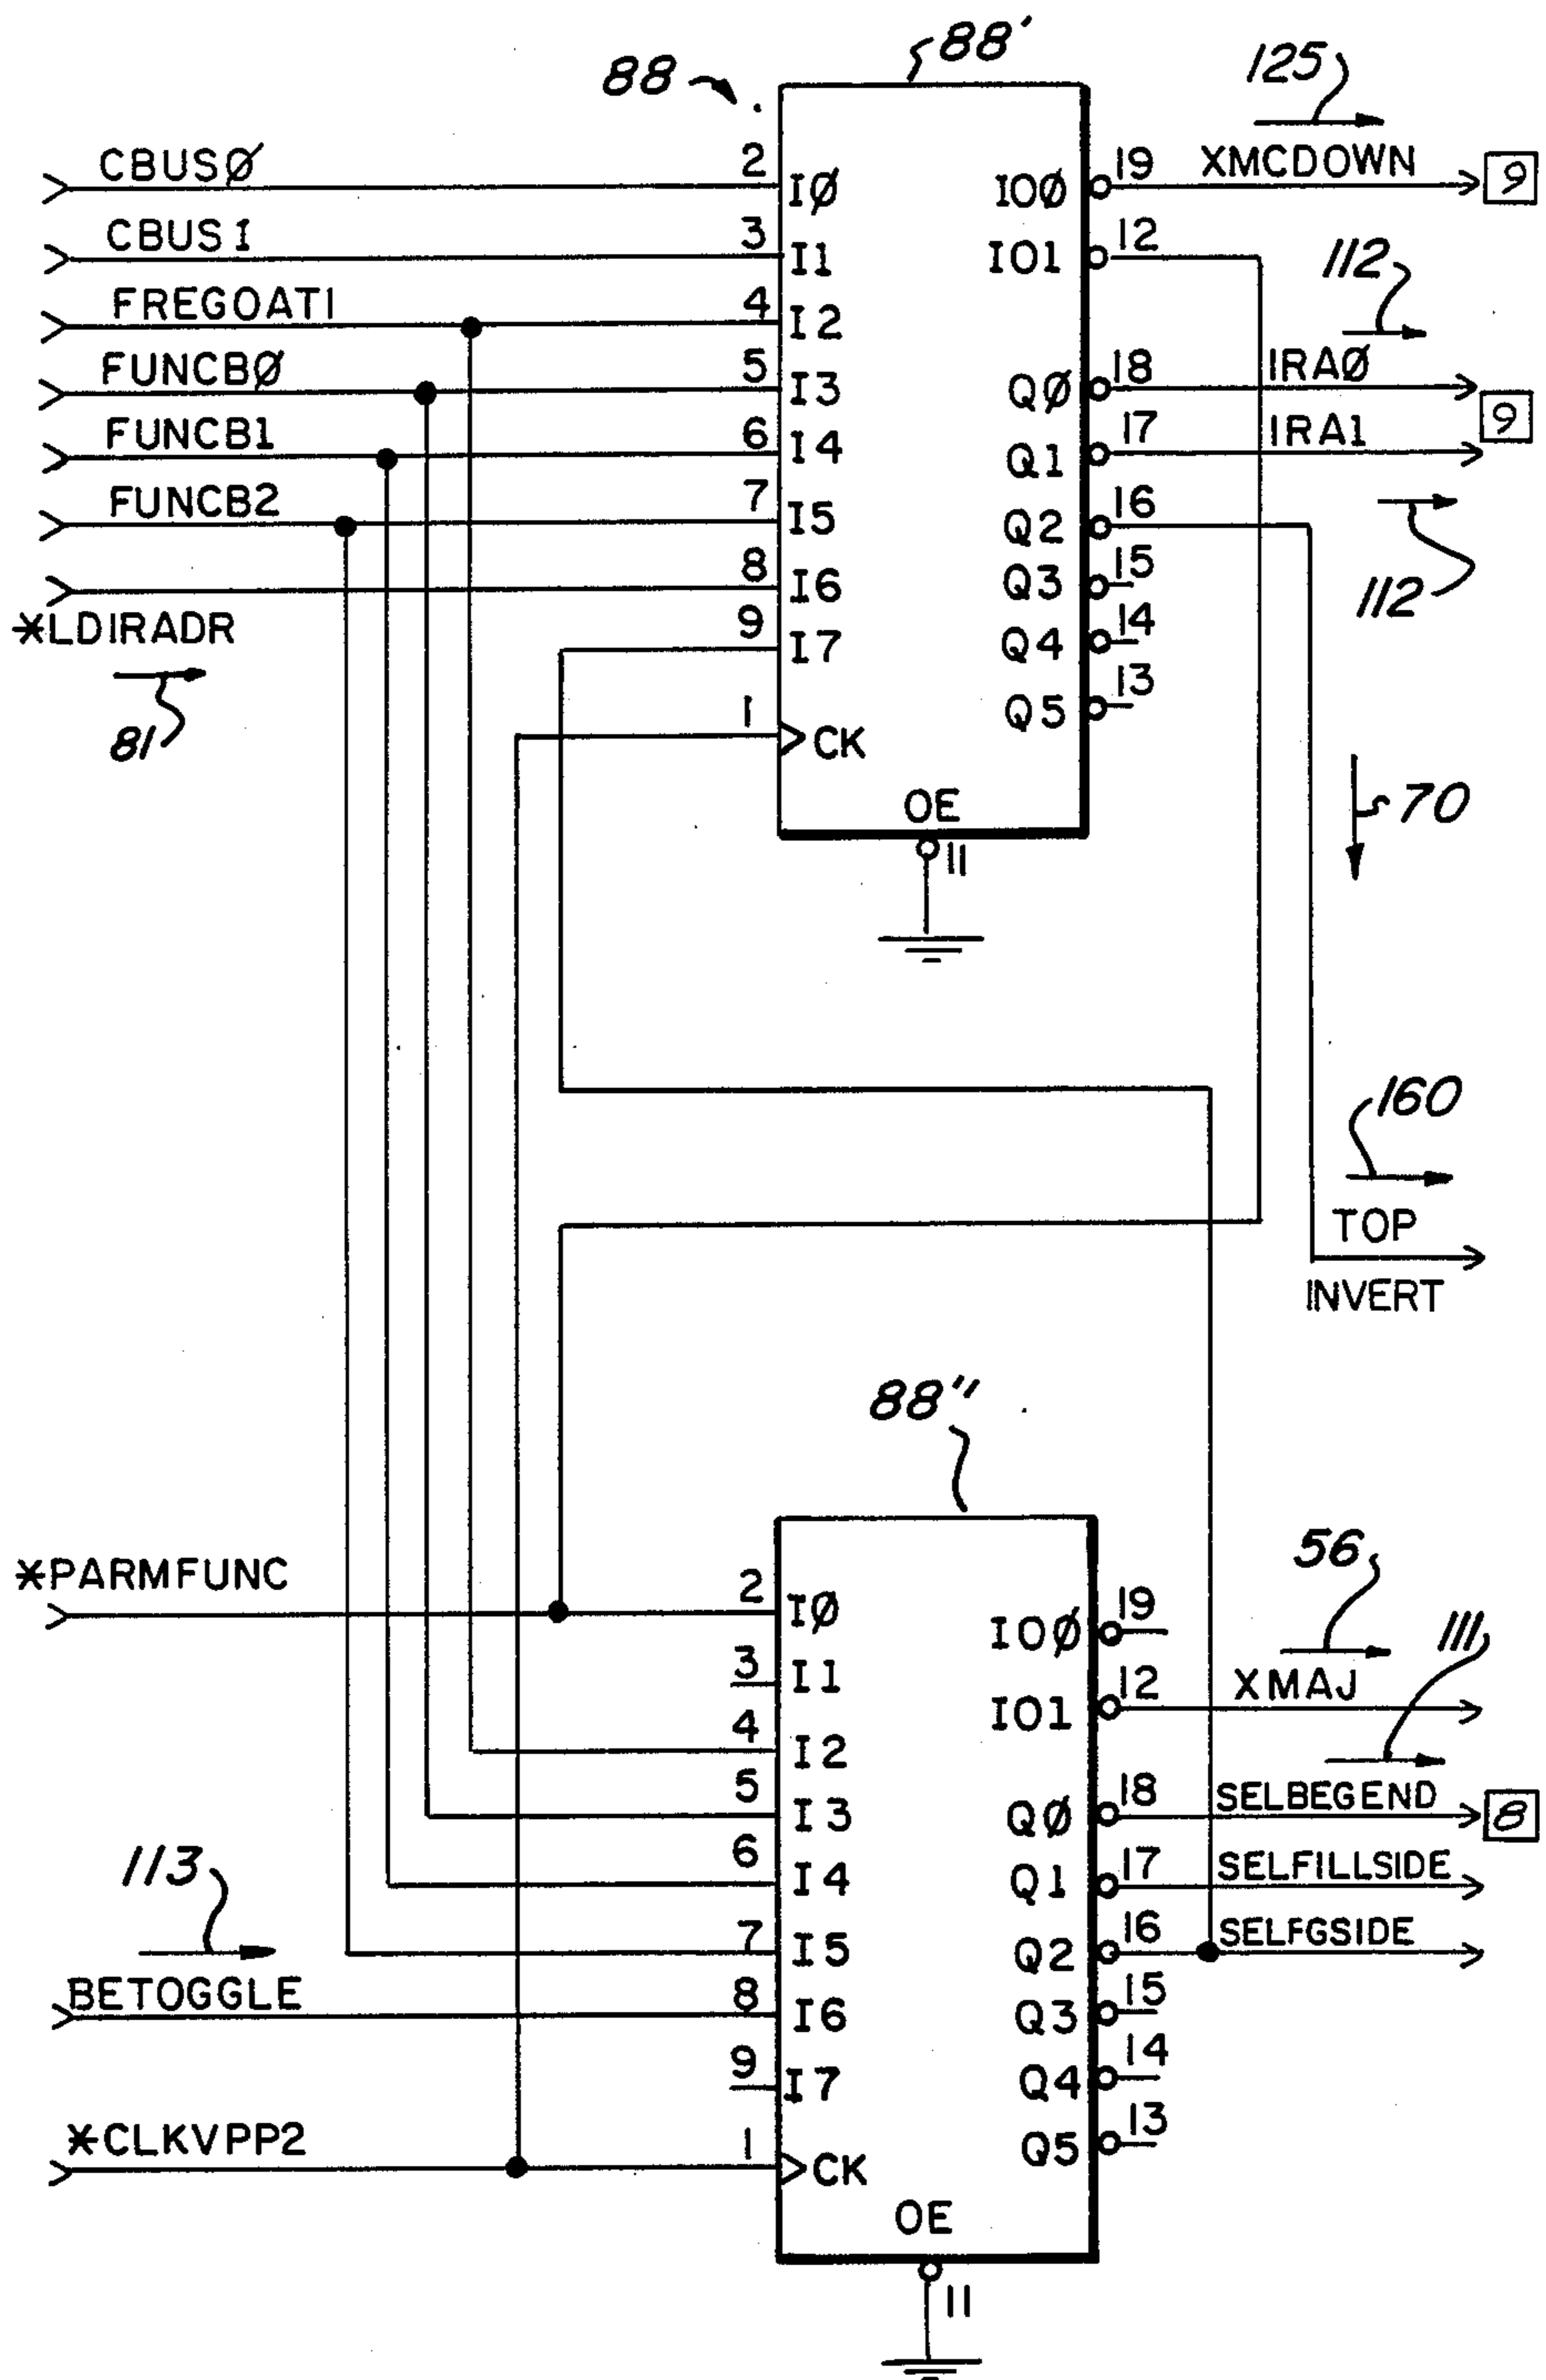 88
88'
125
CBUSØ
2
IØ
IOØ
19
XMCDOWN
9
CBUS1
3
I1
IO1
12
112
FREGOAT1
4
I2
FUNCBØ
5
I3
QØ
18
IRAØ
9
FUNCB1
6
I4
Q1
17
IRA1
FUNCB2
7
I5
Q2
16
112
8
I6
Q3
15
*LDIRADR
9
I7
Q4
14
81
1
CK
Q5
13
OE
11
70
160
TOP
INVERT
88"
*PARMFUNC
2
IØ
IOØ
19
56
111
3
I1
IO1
12
XMAJ
4
I2
5
I3
QØ
18
SELBEGEND
8
113
6
I4
Q1
17
SELFILLSIDE
7
I5
Q2
16
SELFGSIDE
BETOGGLE
8
I6
Q3
15
9
I7
Q4
14
*CLKVPP2
1
CK
Q5
13
OE
11